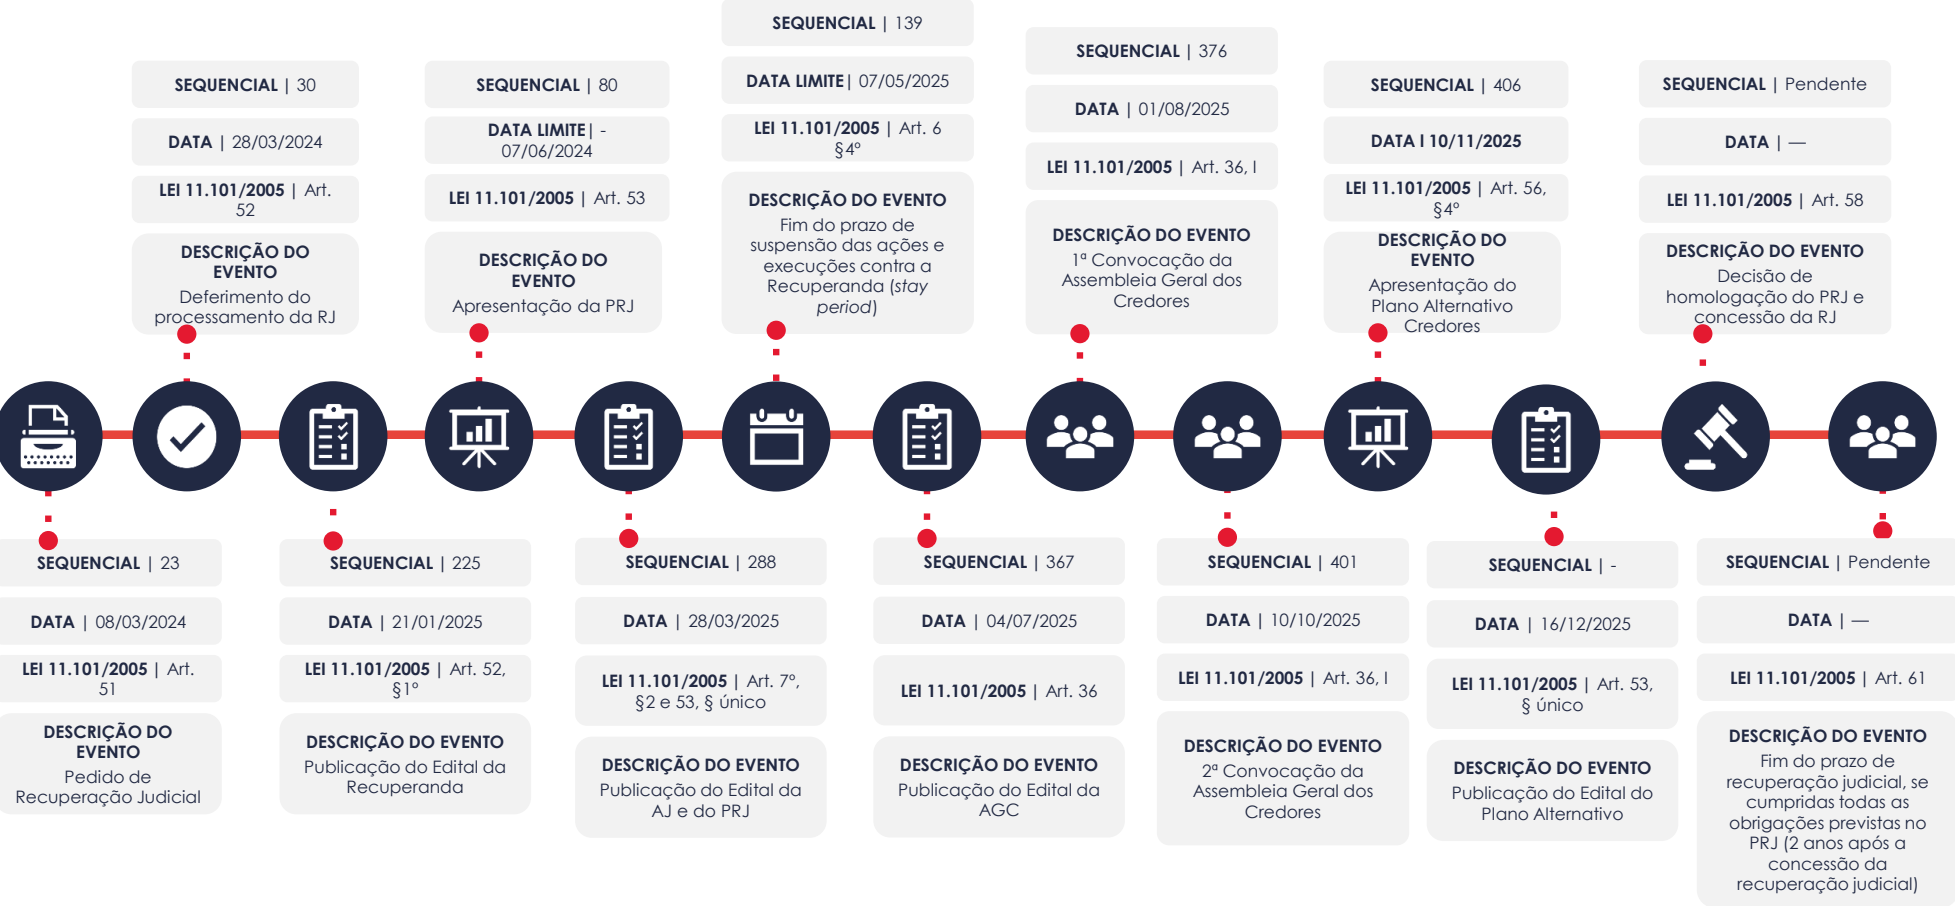 SEQUENCIAL | 30
DATA | 28/03/2024
LEI 11.101/2005 | Art.
52
DESCRIÇÃO DO
EVENTO
Deferimento do
processamento da RJ
SEQUENCIAL | 80
DATA LIMITE| -
07/06/2024
LEI 11.101/2005 | Art. 53
DESCRIÇÃO DO
EVENTO
Apresentação da PRJ
SEQUENCIAL | 139
DATA LIMITE| 07/05/2025
LEI 11.101/2005 | Art. 6
§4º
DESCRIÇÃO DO EVENTO
Fim do prazo de
suspensão das ações e
execuções contra a
Recuperanda (stay
period)
SEQUENCIAL | 376
DATA | 01/08/2025
LEI 11.101/2005 | Art. 36, I
DESCRIÇÃO DO EVENTO
1ª Convocação da
Assembleia Geral dos
Credores
SEQUENCIAL | 406
DATA I 10/11/2025
LEI 11.101/2005 | Art. 56,
§4º
DESCRIÇÃO DO
EVENTO
Apresentação do
Plano Alternativo
Credores
SEQUENCIAL | Pendente
DATA | —
LEI 11.101/2005 | Art. 58
DESCRIÇÃO DO EVENTO
Decisão de
homologação do PRJ e
concessão da RJ
SEQUENCIAL | 23
DATA | 08/03/2024
LEI 11.101/2005 | Art.
51
DESCRIÇÃO DO
EVENTO
Pedido de
Recuperação Judicial
SEQUENCIAL | 225
DATA | 21/01/2025
LEI 11.101/2005 | Art. 52,
§1º
DESCRIÇÃO DO EVENTO
Publicação do Edital da
Recuperanda
SEQUENCIAL | 288
DATA | 28/03/2025
LEI 11.101/2005 | Art. 7º,
§2 e 53, § único
DESCRIÇÃO DO EVENTO
Publicação do Edital da
AJ e do PRJ
SEQUENCIAL | 367
DATA | 04/07/2025
LEI 11.101/2005 | Art. 36
DESCRIÇÃO DO EVENTO
Publicação do Edital da
AGC
SEQUENCIAL | 401
DATA | 10/10/2025
LEI 11.101/2005 | Art. 36, I
DESCRIÇÃO DO EVENTO
2ª Convocação da
Assembleia Geral dos
Credores
SEQUENCIAL | -
DATA | 16/12/2025
LEI 11.101/2005 | Art. 53,
§ único
DESCRIÇÃO DO EVENTO
Publicação do Edital do
Plano Alternativo
SEQUENCIAL | Pendente
DATA | —
LEI 11.101/2005 | Art. 61
DESCRIÇÃO DO EVENTO
Fim do prazo de
recuperação judicial, se
cumpridas todas as
obrigações previstas no
PRJ (2 anos após a
concessão da
recuperação judicial)